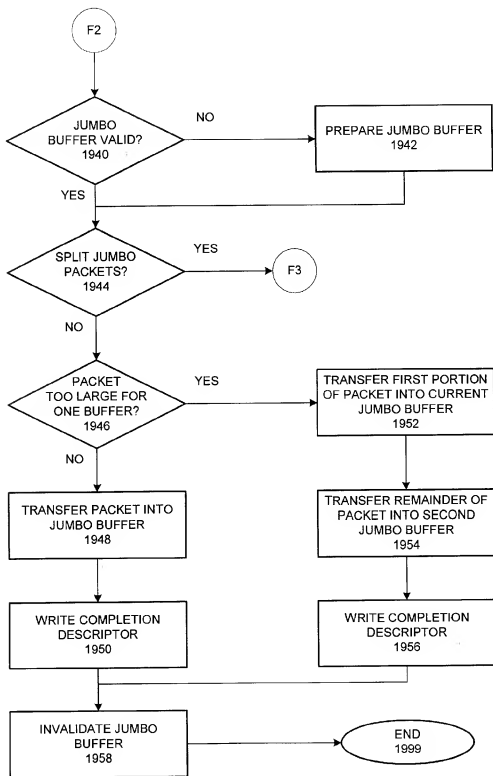 F2
JUMBO
BUFFER VALID?
1940
NO
PREPARE JUMBO BUFFER
1942
YES
SPLIT JUMBO
PACKETS?
1944
YES
F3
NO
PACKET
TOO LARGE FOR
ONE BUFFER?
1946
YES
TRANSFER FIRST PORTION
OF PACKET INTO CURRENT
JUMBO BUFFER
1952
NO
TRANSFER PACKET INTO
JUMBO BUFFER
1948
TRANSFER REMAINDER OF
PACKET INTO SECOND
JUMBO BUFFER
1954
WRITE COMPLETION
DESCRIPTOR
1950
WRITE COMPLETION
DESCRIPTOR
1956
INVALIDATE JUMBO
BUFFER
1958
END
1999